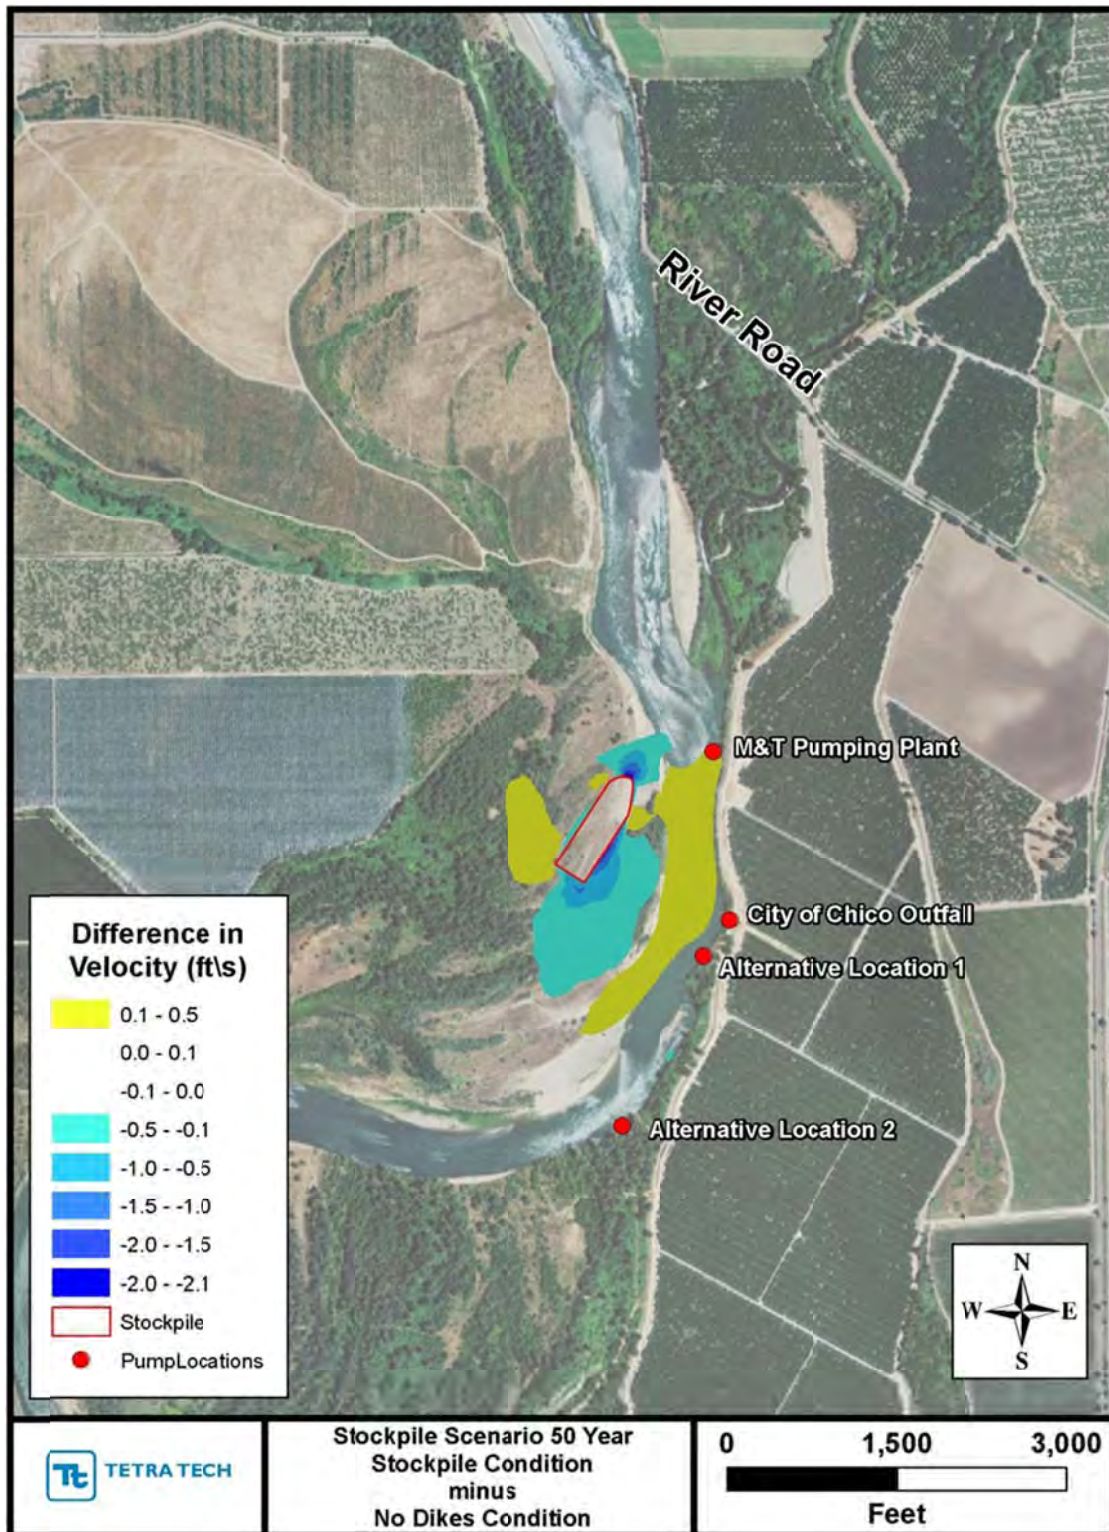 River Road
M&T Pumping Plant
City of Chico Outfall
Alternative Location 1
Alternative Location 2
Difference in
Velocity (ft\s)
0.1 - 0.5
0.0 - 0.1
-0.1 - 0.0
-0.5 - -0.1
-1.0 - -0.5
-1.5 - -1.0
-2.0 - -1.5
-2.0 - -2.1
Stockpile
PumpLocations
N
W E
S
Tt TETRA TECH
Stockpile Scenario 50 Year
Stockpile Condition
minus
No Dikes Condition
0 1,500 3,000
Feet